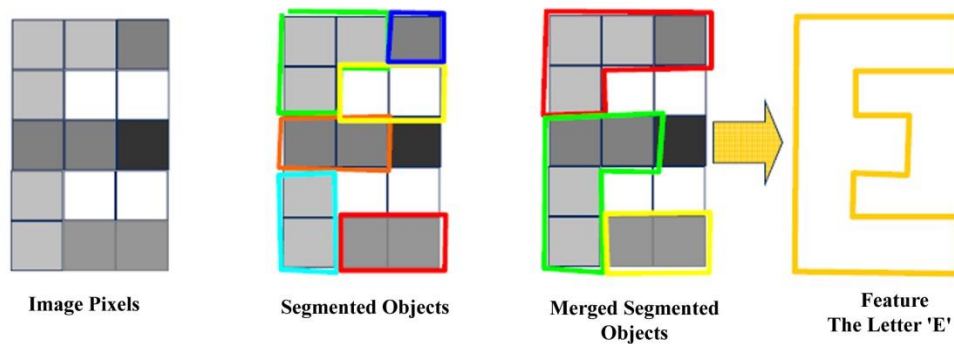 Image Pixels
Segmented Objects
Merged Segmented
Objects
Feature
The Letter 'E'